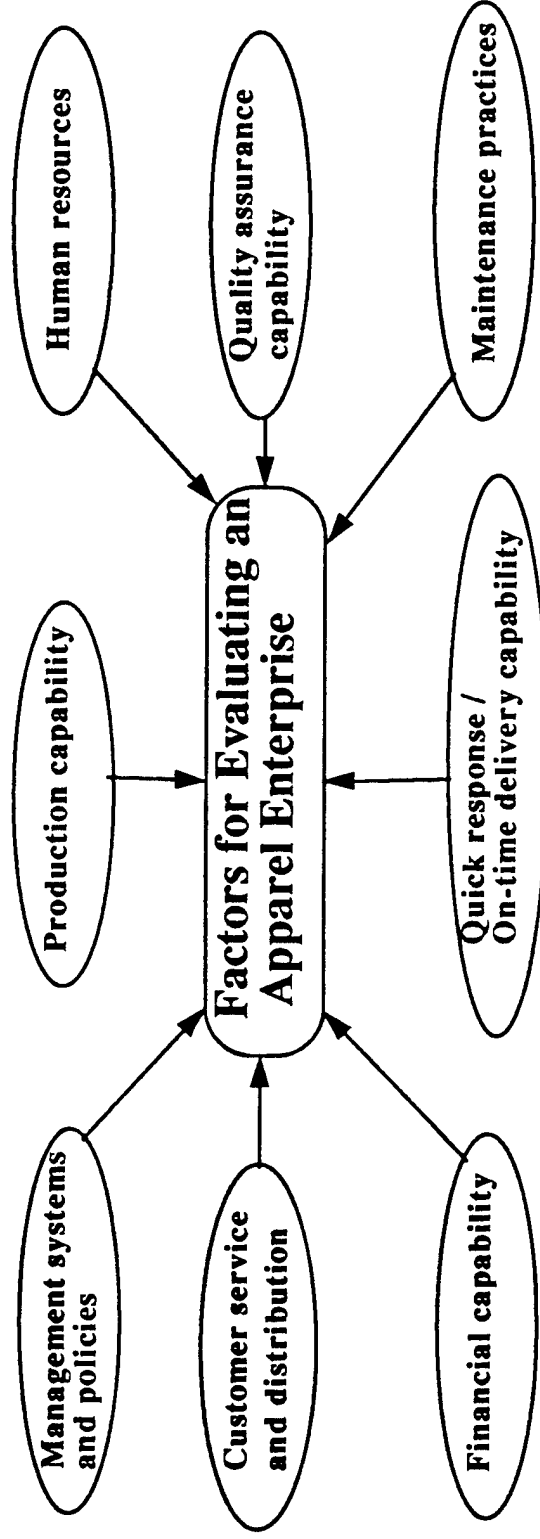 Management systems
and policies
Production capability
Human resources
Customer service
and distribution
Factors for Evaluating an
Apparel Enterprise
Quality assurance
capability
Financial capability
Quick response /
On-time delivery capability
Maintenance practices